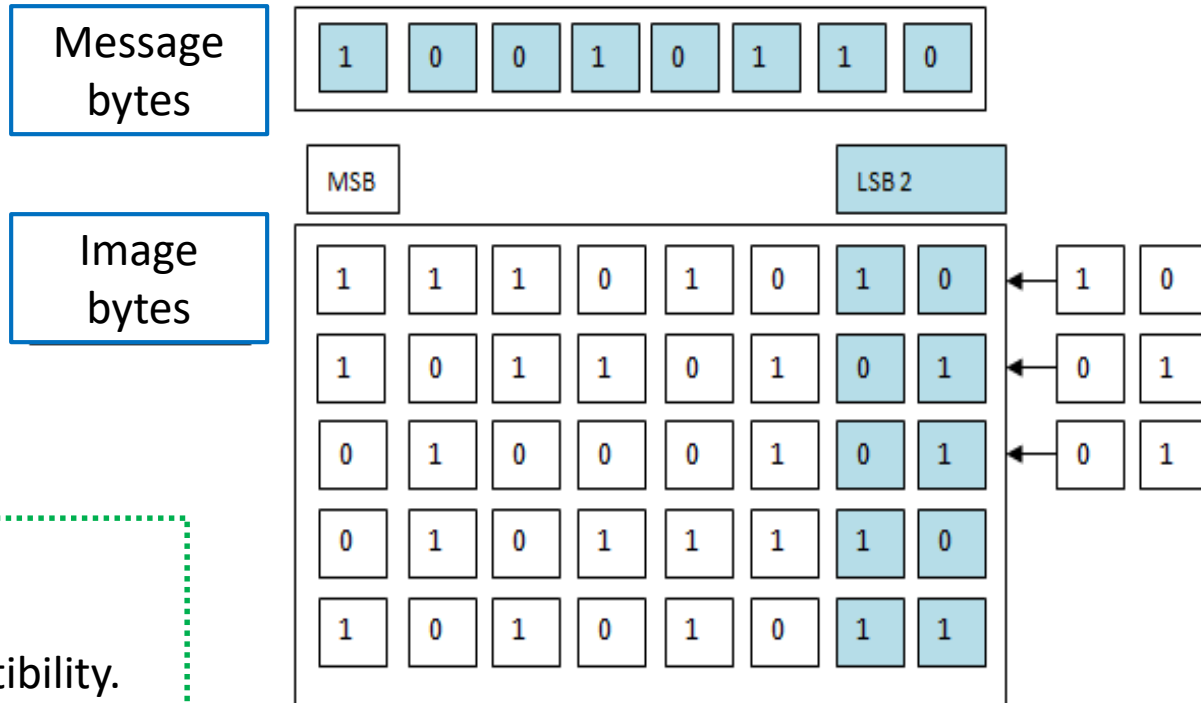 Message
bytes
1 0 0 1 0 1 1 0
MSB LSB 2
Image
bytes
1 1 1 0 1 0 1 0 1 0
1 0 1 1 0 1 0 1 0 1
0 1 0 0 0 1 0 1 0 1
0 1 0 1 1 1 1 0
1 0 1 0 1 0 1 1
tibility.